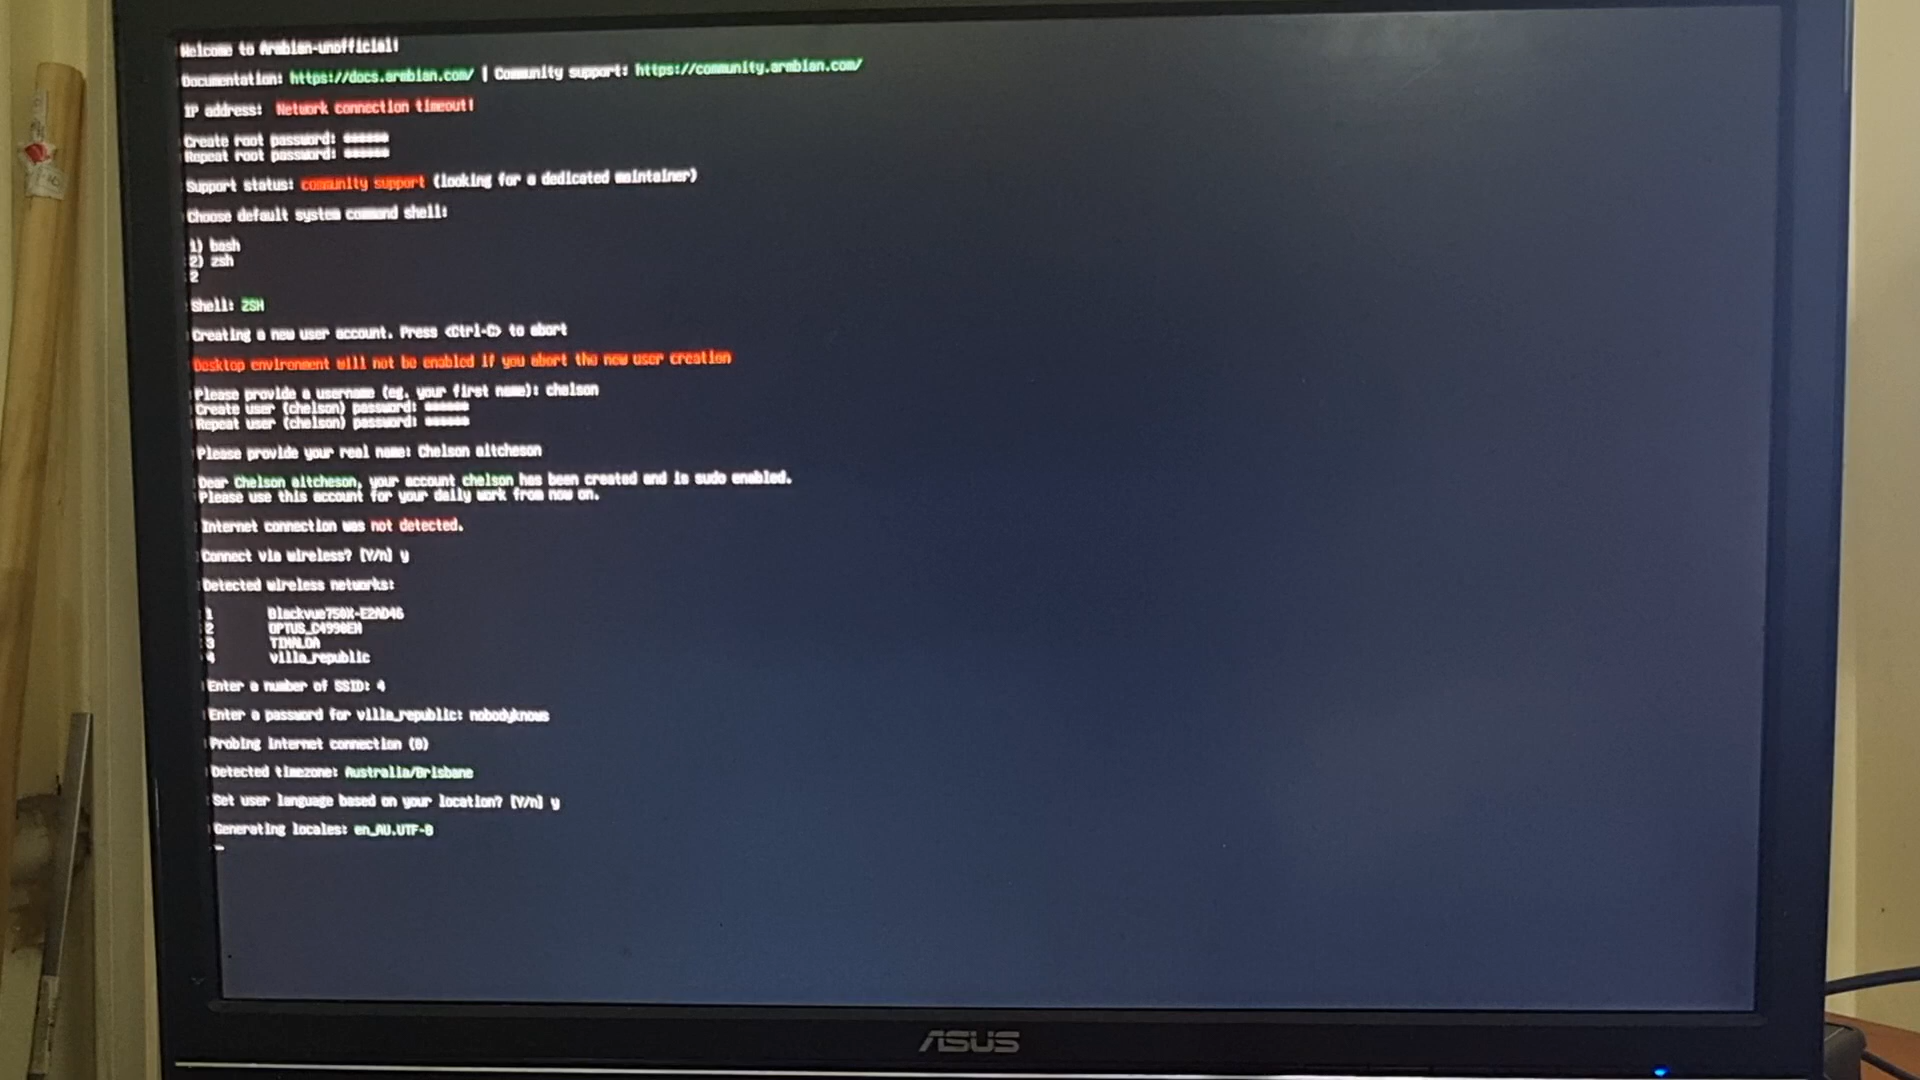 Welcome to Armbian-unofficial!
Documentation: https://docs.armbian.com/ | Community support: https://community.armbian.com/
IP address: Network connection timeout!
Create root password: ******
Repeat root password: ******
Support status: community support (looking for a dedicated maintainer)
Choose default system command shell:
1) bash
2) zsh
2
Shell: ZSH
Creating a new user account. Press <Ctrl-C> to abort
Desktop environment will not be enabled if you abort the new user creation
Please provide a username (eg. your first name): chelson
Create user (chelson) password: ******
Repeat user (chelson) password: ******
Please provide your real name: Chelson aitcheson
Dear Chelson aitcheson, your account chelson has been created and is sudo enabled.
Please use this account for your daily work from now on.
Internet connection was not detected.
Connect via wireless? [Y/n] y
Detected wireless networks:
1 Blackvue750X-E2AD46
2 OPTUS_C4990EN
3 TIMALOA
4 villa_republic
Enter a number of SSID: 4
Enter a password for villa_republic: nobodyknows
Probing internet connection (8)
Detected timezone: Australia/Brisbane
Set user language based on your location? [Y/n] y
Generating locales: en_AU.UTF-8
ASUS